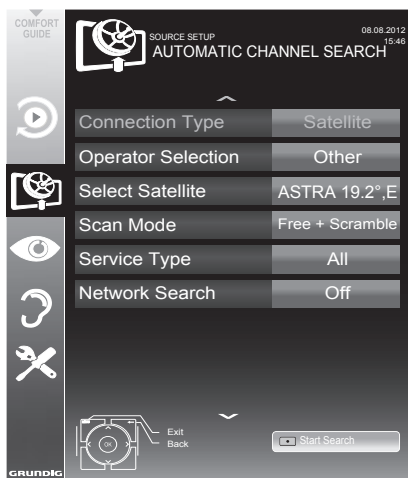 COMFORT
GUIDE
SOURCE SETUP
08.08.2012
AUTOMATIC CHANNEL SEARCH
15:46
Connection Type Satellite
Operator Selection Other
Select Satellite ASTRA 19.2°,E
Scan Mode Free + Scramble
Service Type All
Network Search Off
OK
Exit
Back
Start Search
GRUNDIG